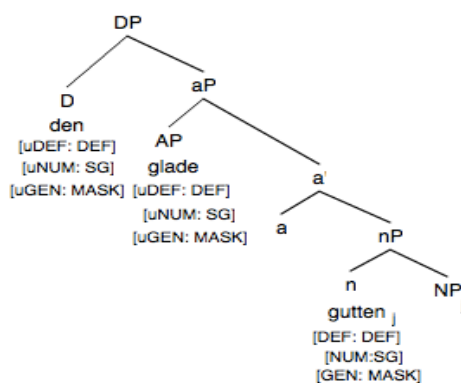 DP
D
aP
den
[uDEF: DEF]
[uNUM: SG]
[uGEN: MASK]
AP
glade
[uDEF: DEF]
[uNUM: SG]
[uGEN: MASK]
a'
a
nP
n
NP
gutten j
[DEF: DEF]
[NUM:SG]
[GEN: MASK]